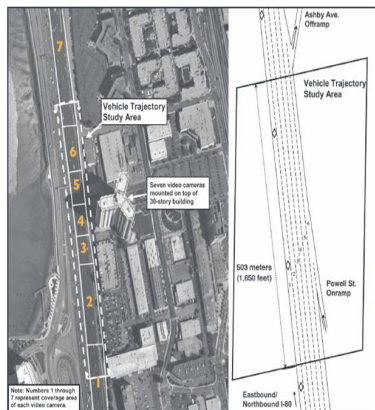 7
Vehicle Trajectory
Study Area
6
5
Seven video cameras
mounted on top of
30-story building
4
3
2
1
Note: Numbers 1 through
7 represent coverage area
of each video camera.
Ashby Ave.
Offramp
Vehicle Trajectory
Study Area
503 meters
(1,650 feet)
Powell St.
Onramp
Eastbound/
Northbound I-80